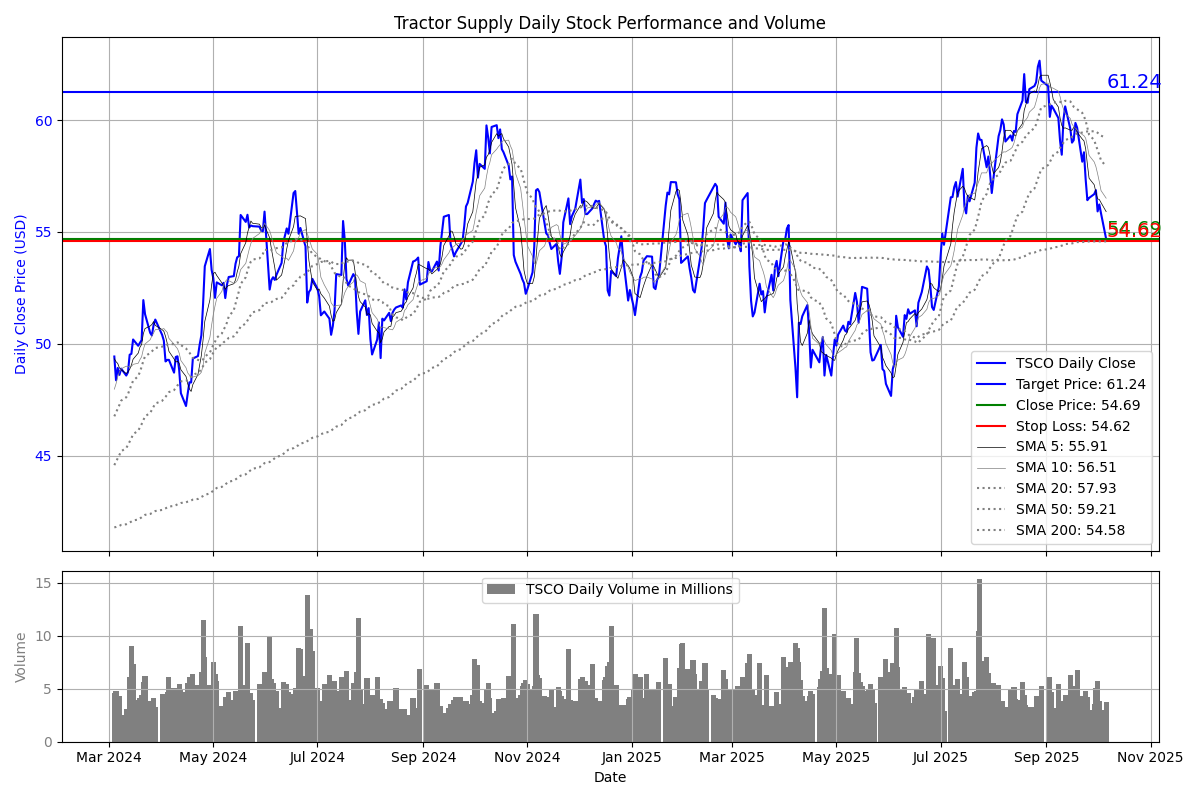 Tractor Supply Daily Stock Performance and Volume
61.24
60
54.69
54.62
55
50
45
Daily Close Price (USD)
TSCO Daily Close
Target Price: 61.24
Close Price: 54.69
Stop Loss: 54.62
SMA 5: 55.91
SMA 10: 56.51
SMA 20: 57.93
SMA 50: 59.21
SMA 200: 54.58
15
10
5
0
Volume
TSCO Daily Volume in Millions
Mar 2024 May 2024 Jul 2024 Sep 2024 Nov 2024 Jan 2025 Mar 2025 May 2025 Jul 2025 Sep 2025 Nov 2025
Date